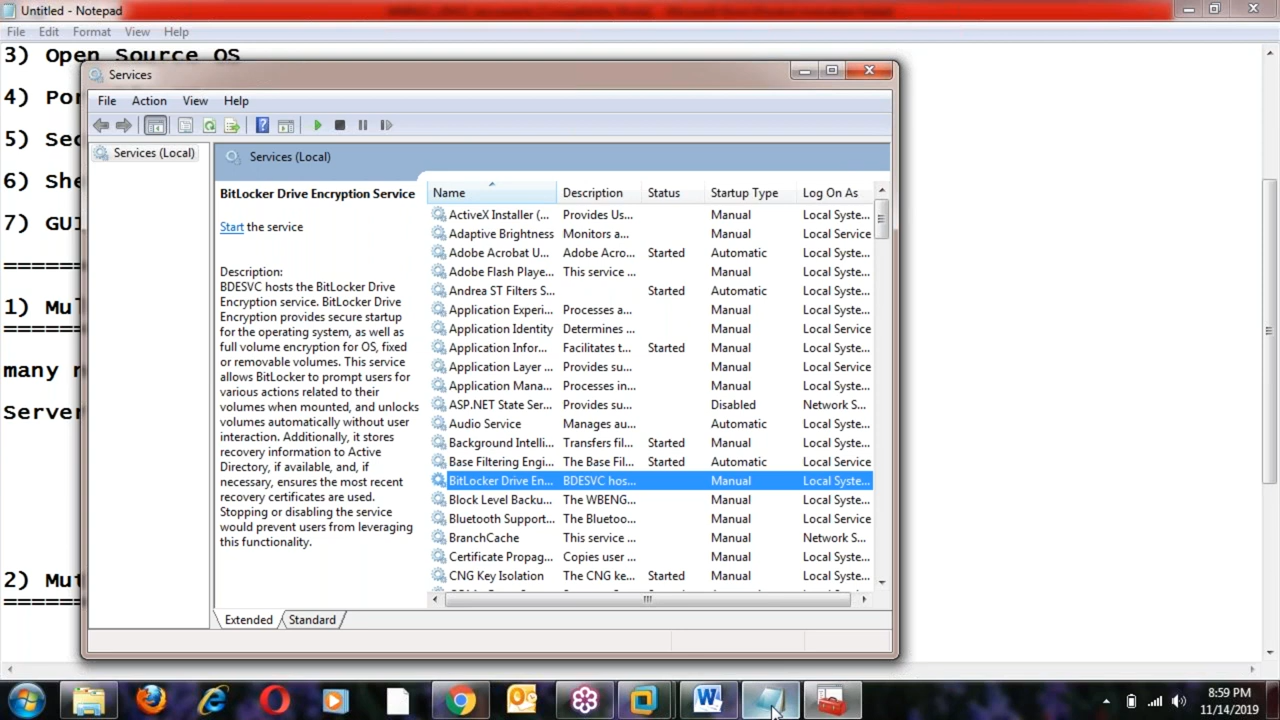 Untitled - Notepad
File Edit Format View Help
3) Open Source OS
4) Por
5) Sec
6) She
7) GUI
=======
1) Mul
======
many n
Server
2) Mut
======
Services
File Action View Help
Services (Local)
Services (Local)
BitLocker Drive Encryption Service
Start the service
Description:
BDESVC hosts the BitLocker Drive
Encryption service. BitLocker Drive
Encryption provides secure startup
for the operating system, as well as
full volume encryption for OS, fixed
or removable volumes. This service
allows BitLocker to prompt users for
various actions related to their
volumes when mounted, and unlocks
volumes automatically without user
interaction. Additionally, it stores
recovery information to Active
Directory, if available, and, if
necessary, ensures the most recent
recovery certificates are used.
Stopping or disabling the service
would prevent users from leveraging
this functionality.
Name Description Status Startup Type Log On As
ActiveX Installer (... Provides Us... Manual Local Syste...
Adaptive Brightness Monitors a... Manual Local Service
Adobe Acrobat U... Adobe Acro... Started Automatic Local Syste...
Adobe Flash Playe... This service ... Manual Local Syste...
Andrea ST Filters S... Started Automatic Local Syste...
Application Experi... Processes a... Manual Local Syste...
Application Identity Determines ... Manual Local Service
Application Infor... Facilitates t... Started Manual Local Syste...
Application Layer ... Provides su... Manual Local Service
Application Mana... Processes in... Manual Local Syste...
ASP.NET State Ser... Provides su... Disabled Network S...
Audio Service Manages au... Automatic Local Syste...
Background Intelli... Transfers fil... Started Manual Local Syste...
Base Filtering Engi... The Base Fil... Started Automatic Local Service
BitLocker Drive En... BDESVC hos... Manual Local Syste...
Block Level Backu... The WBENG... Manual Local Syste...
Bluetooth Support... The Bluetoo... Manual Local Service
BranchCache This service ... Manual Network S...
Certificate Propag... Copies user ... Manual Local Syste...
CNG Key Isolation The CNG ke... Started Manual Local Syste...
Extended Standard
8:59 PM
11/14/2019